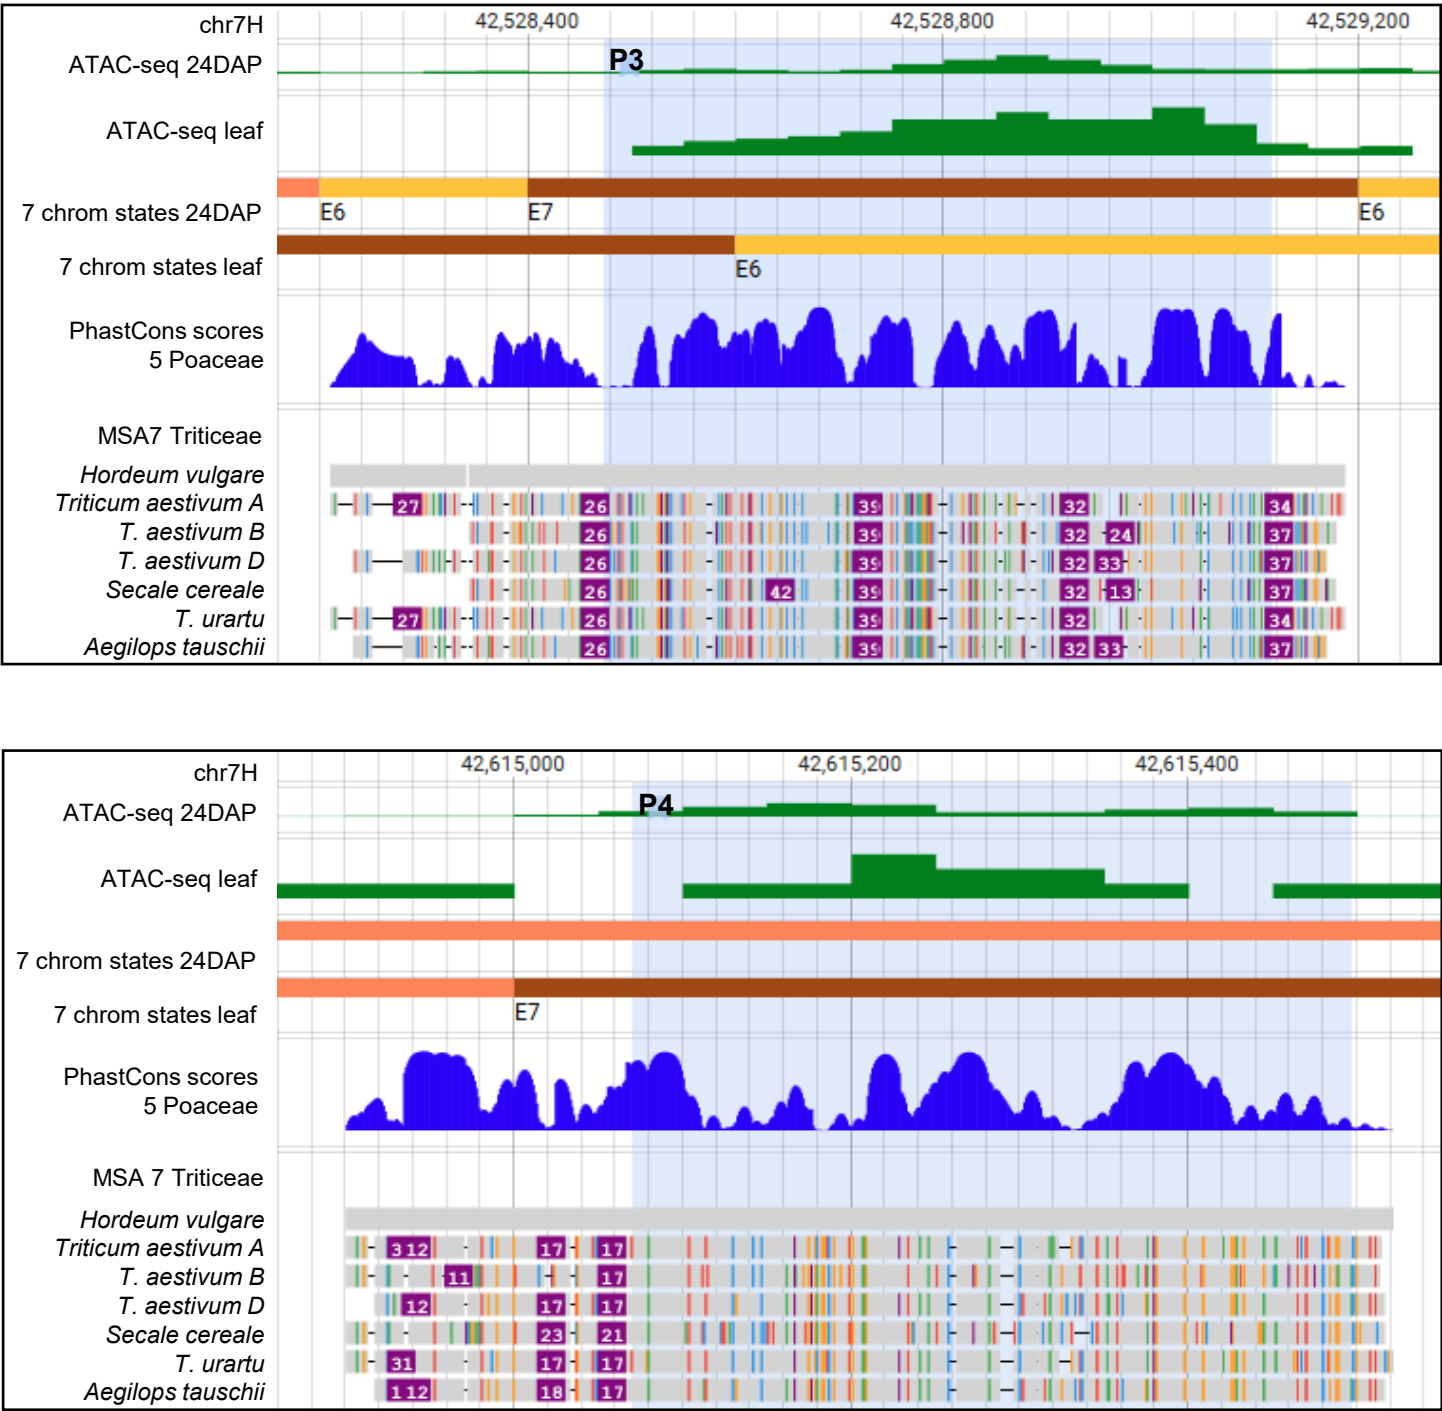 chr7H 42,528,400 42,528,800 42,529,200
ATAC-seq 24DAP P3
ATAC-seq leaf
7 chrom states 24DAP E6 E7 E6
7 chrom states leaf E6
PhastCons scores
5 Poaceae
MSA7 Triticeae
Hordeum vulgare
Triticum aestivum A 27 26 39 32 34
T. aestivum B 26 39 32 24 37
T. aestivum D 26 39 32 33 37
Secale cereale 26 42 39 32 13 37
T. urartu 27 26 39 32 34
Aegilops tauschii 26 39 32 33 37
chr7H 42,615,000 42,615,200 42,615,400
ATAC-seq 24DAP P4
ATAC-seq leaf
7 chrom states 24DAP
7 chrom states leaf E7
PhastCons scores
5 Poaceae
MSA 7 Triticeae
Hordeum vulgare
Triticum aestivum A 312 17 17
T. aestivum B 11 17
T. aestivum D 12 17 17
Secale cereale 23 21
T. urartu 31 17 17
Aegilops tauschii 112 18 17